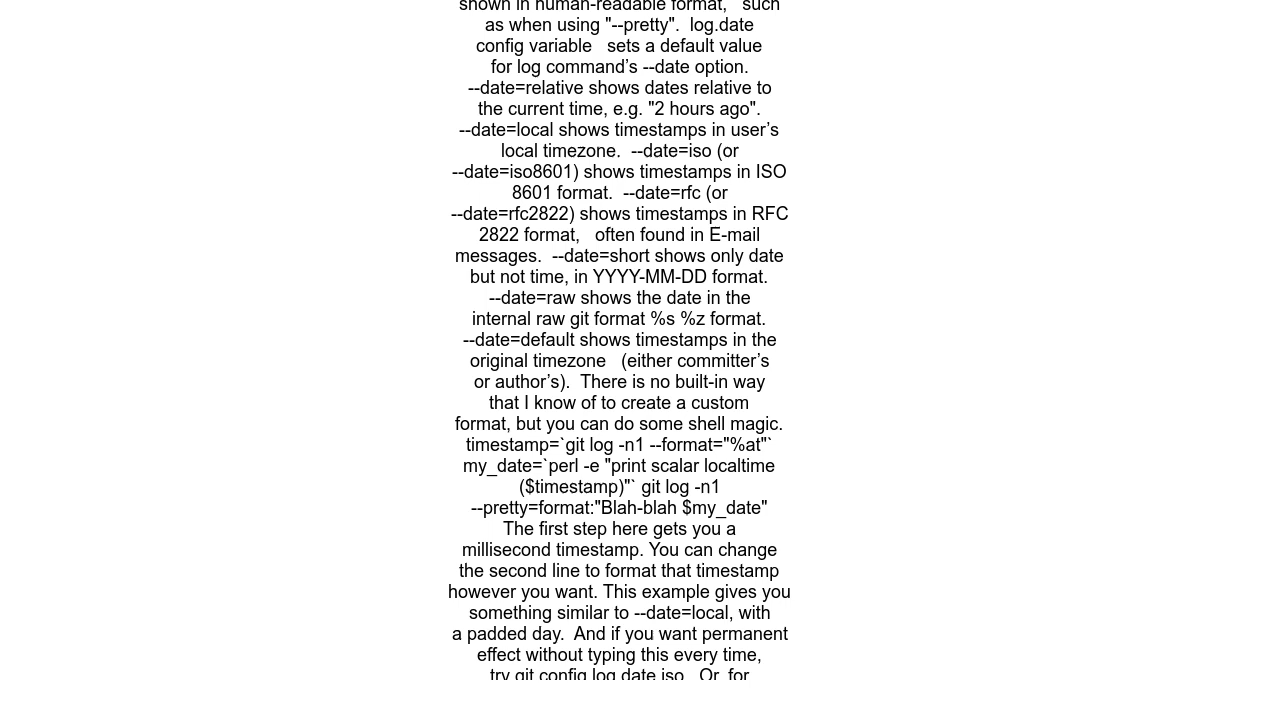 shown in human-readable format,   such
as when using "--pretty".  log.date
config variable   sets a default value
for log command’s --date option.
--date=relative shows dates relative to
the current time, e.g. "2 hours ago".
--date=local shows timestamps in user’s
local timezone.  --date=iso (or
--date=iso8601) shows timestamps in ISO
8601 format.  --date=rfc (or
--date=rfc2822) shows timestamps in RFC
2822 format,   often found in E-mail
messages.  --date=short shows only date
but not time, in YYYY-MM-DD format.
--date=raw shows the date in the
internal raw git format %s %z format.
--date=default shows timestamps in the
original timezone   (either committer’s
or author’s).  There is no built-in way
that I know of to create a custom
format, but you can do some shell magic.
timestamp=`git log -n1 --format="%at"`
my_date=`perl -e "print scalar localtime
($timestamp)"` git log -n1
--pretty=format:"Blah-blah $my_date"
The first step here gets you a
millisecond timestamp. You can change
the second line to format that timestamp
however you want. This example gives you
something similar to --date=local, with
a padded day.  And if you want permanent
effect without typing this every time,
try git config log.date iso   Or, for